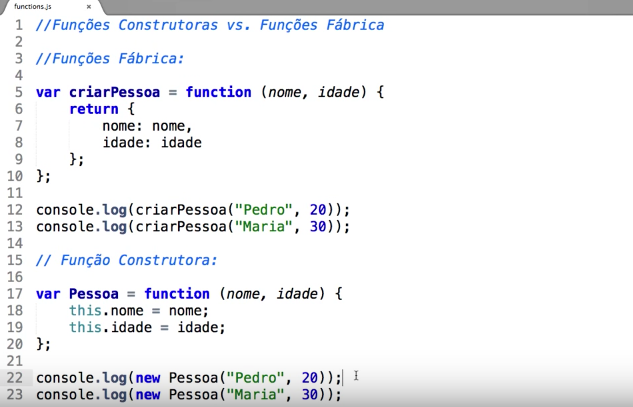 functions.js ×
1 //Funções Construtoras vs. Funções Fábrica
2
3 //Funções Fábrica:
4
5 var criarPessoa = function (nome, idade) {
6     return {
7         nome: nome,
8         idade: idade
9     };
10 };
11
12 console.log(criarPessoa("Pedro", 20));
13 console.log(criarPessoa("Maria", 30));
14
15 // Função Construtora:
16
17 var Pessoa = function (nome, idade) {
18     this.nome = nome;
19     this.idade = idade;
20 };
21
22 console.log(new Pessoa("Pedro", 20));
23 console.log(new Pessoa("Maria", 30));